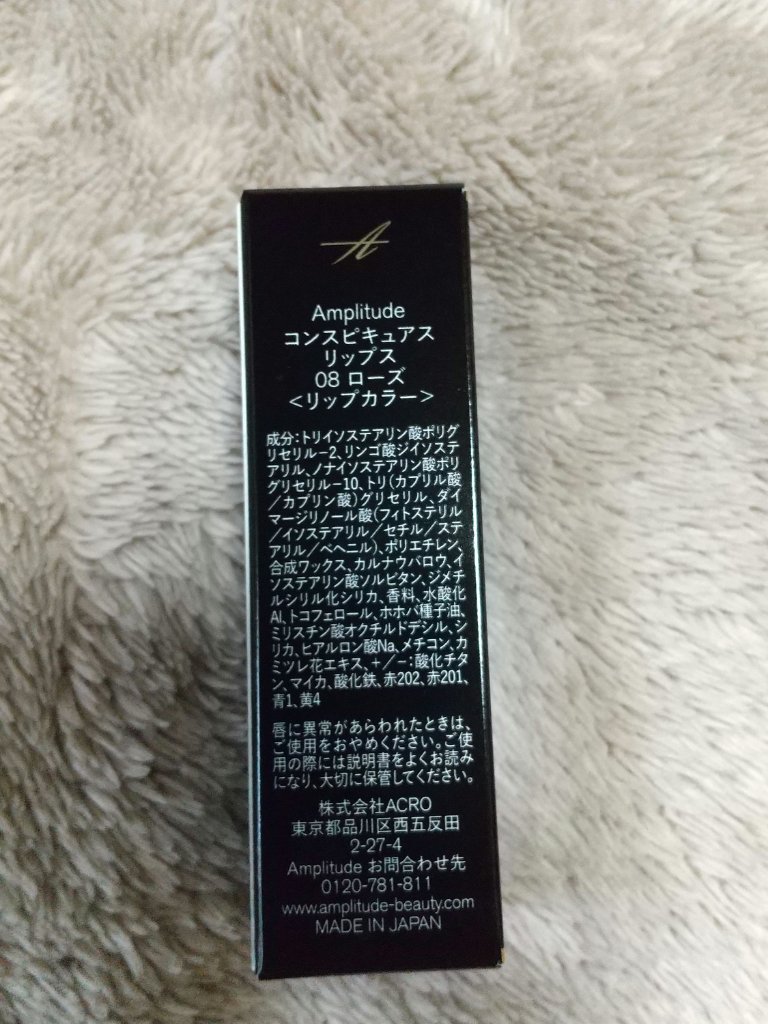 A
Amplitude
コンスピキュアス
リップス
08 ローズ
<リップカラー>
成分:トリイソステアリン酸ポリグ
リセリル-2、リンゴ酸ジイソステ
アリル、ノナイソステアリン酸ポリ
グリセリル-10、トリ(カプリル酸
/カプリン酸)グリセリル、ダイ
マージリノール酸(フィトステリル
/イソステアリル/セチル/ステ
アリル/ベヘニル)、ポリエチレン、
合成ワックス、カルナウバロウ、イ
ソステアリン酸ソルビタン、ジメチ
ルシリル化シリカ、香料、水酸化
Al、トコフェロール、ホホバ種子油、
ミリスチン酸オクチルドデシル、シ
リカ、ヒアルロン酸Na、メチコン、カ
ミツレ花エキス、+/-:酸化チタ
ン、マイカ、酸化鉄、赤202、赤201、
青1、黄4
唇に異常があらわれたときは、
ご使用をおやめください。ご使
用の際には説明書をよくお読み
になり、大切に保管してください。
株式会社ACRO
東京都品川区西五反田
2-27-4
Amplitude お問合わせ先
0120-781-811
www.amplitude-beauty.com
MADE IN JAPAN